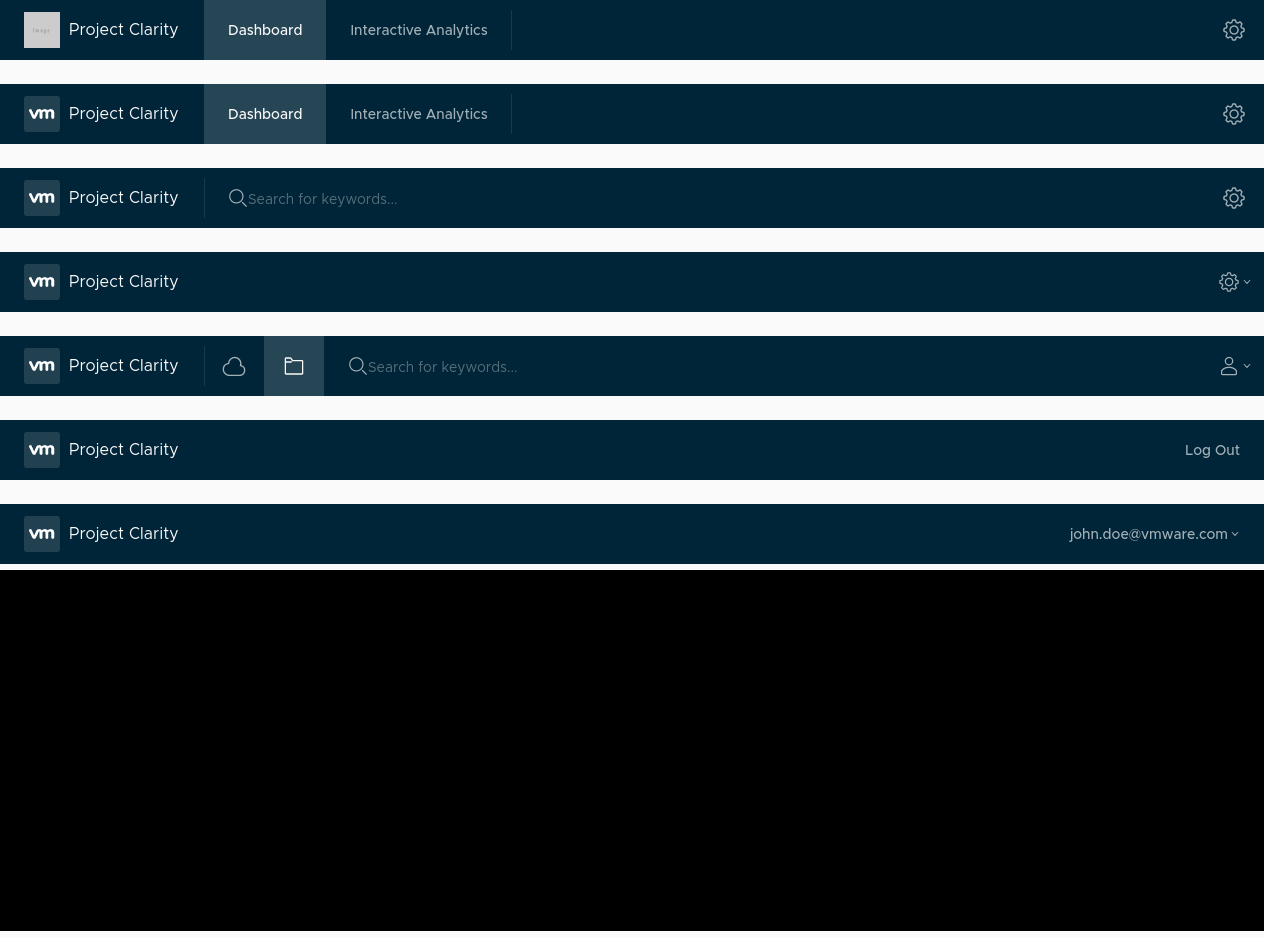 Image Project Clarity Dashboard Interactive Analytics
vm Project Clarity Dashboard Interactive Analytics
vm Project Clarity Search for keywords...
vm Project Clarity
vm Project Clarity Search for keywords...
vm Project Clarity Log Out
vm Project Clarity john.doe@vmware.com